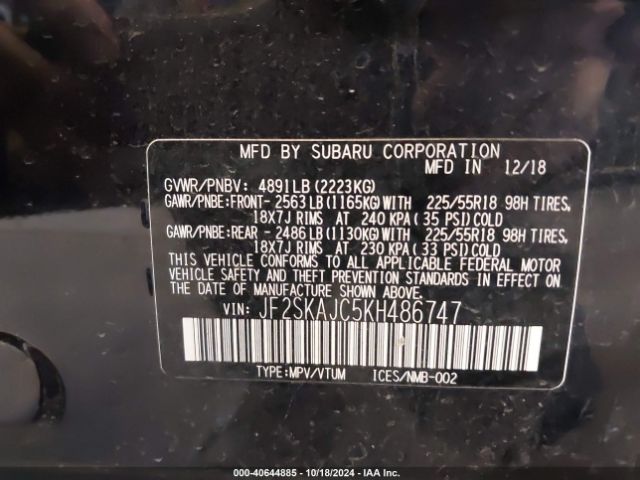 MFD BY SUBARU CORPORATION
MFD IN 12/18
GVWR/PNBV: 4891LB(2223KG)
GAWR/PNBE:FRONT- 2563LB(1165KG)WITH 225/55R18 98H TIRES,
18X7J RIMS AT 240 KPA(35 PSI)COLD
GAWR/PNBE:REAR - 2486LB(1130KG)WITH 225/55R18 98H TIRES,
18X7J RIMS AT 230 KPA(33 PSI)COLD
THIS VEHICLE CONFORMS TO ALL APPLICABLE FEDERAL MOTOR
VEHICLE SAFETY AND THEFT PREVENTION STANDARDS IN EFFECT
ON THE DATE OF MANUFACTURE SHOWN ABOVE.
VIN: JF2SKAJC5KH486747
TYPE:MPV/VTUM ICES/NMB-002
000-40644885 - 10/18/2024 - IAA Inc.